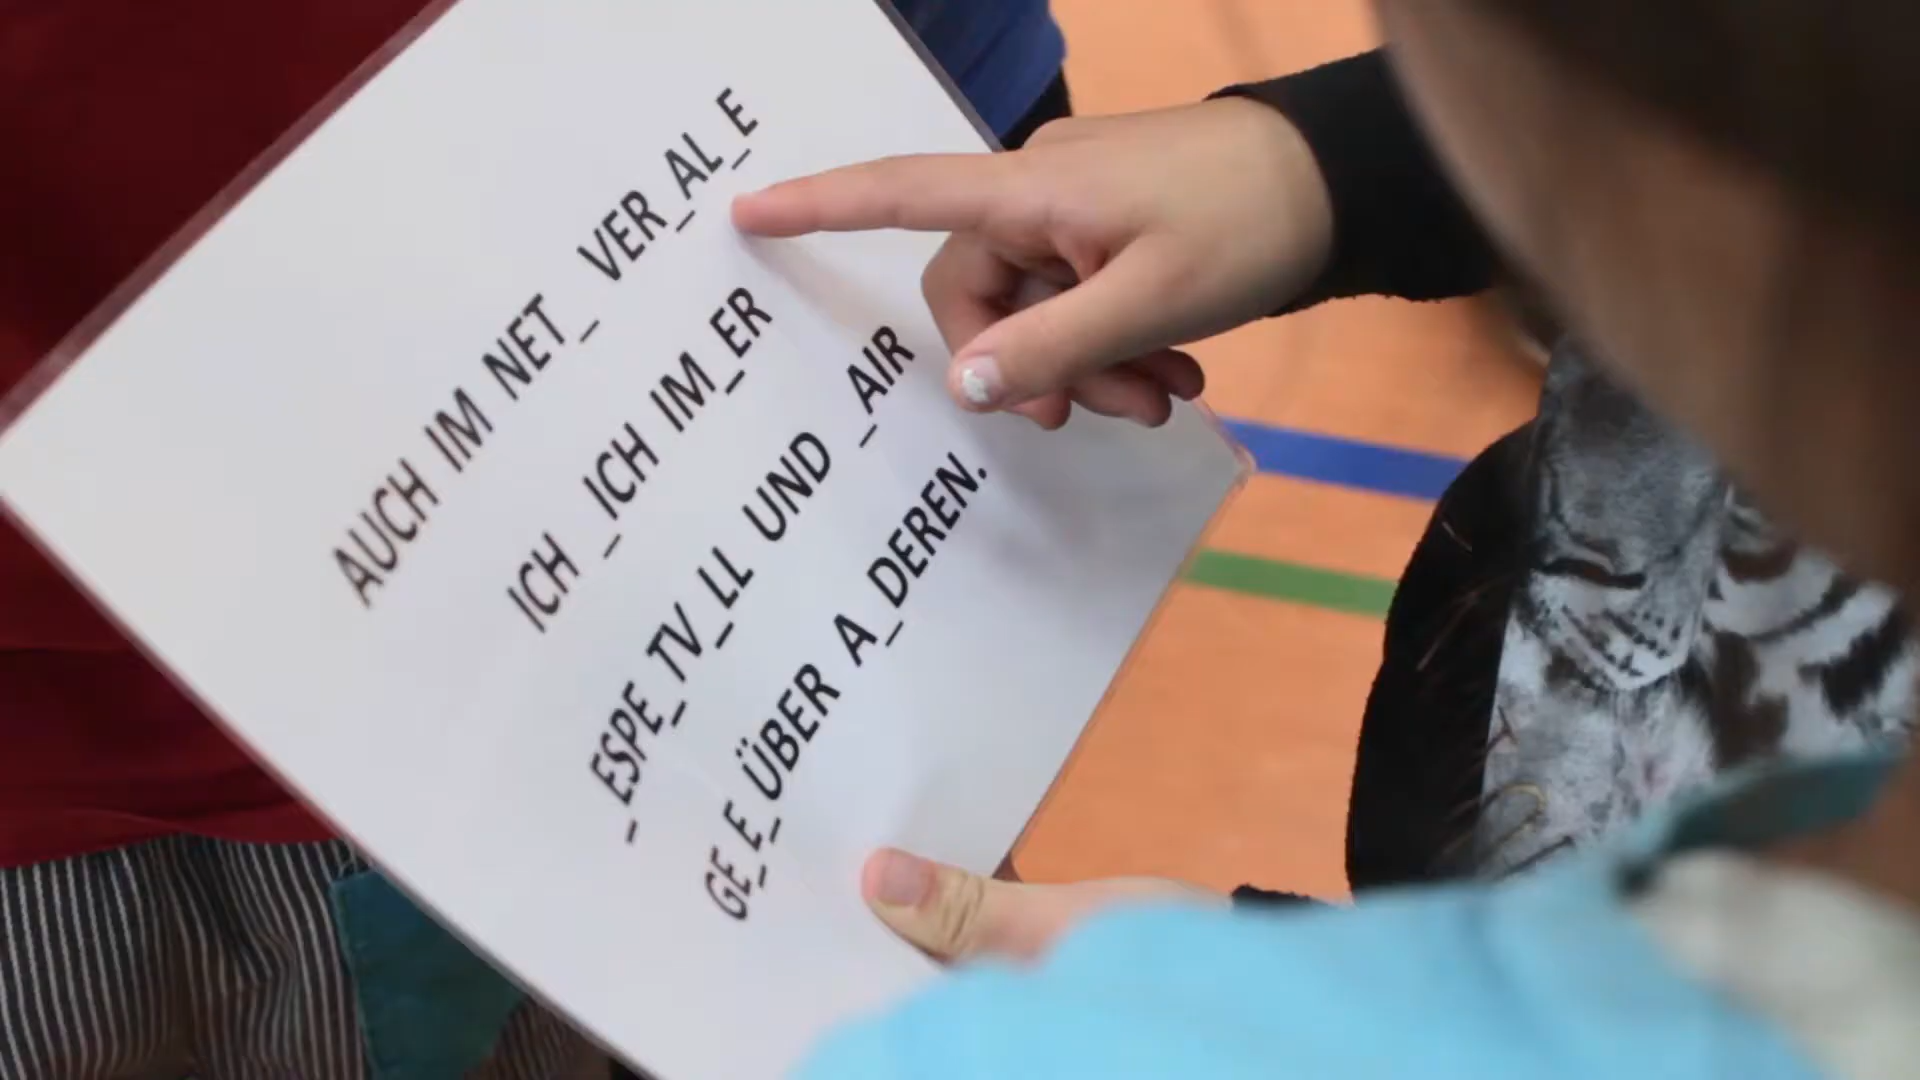 AUCH IM NET_ VER_AL_E
ICH _ICH IM_ER
_ESPE_TV_LL UND _AIR
GE_E_ÜBER A_DEREN.